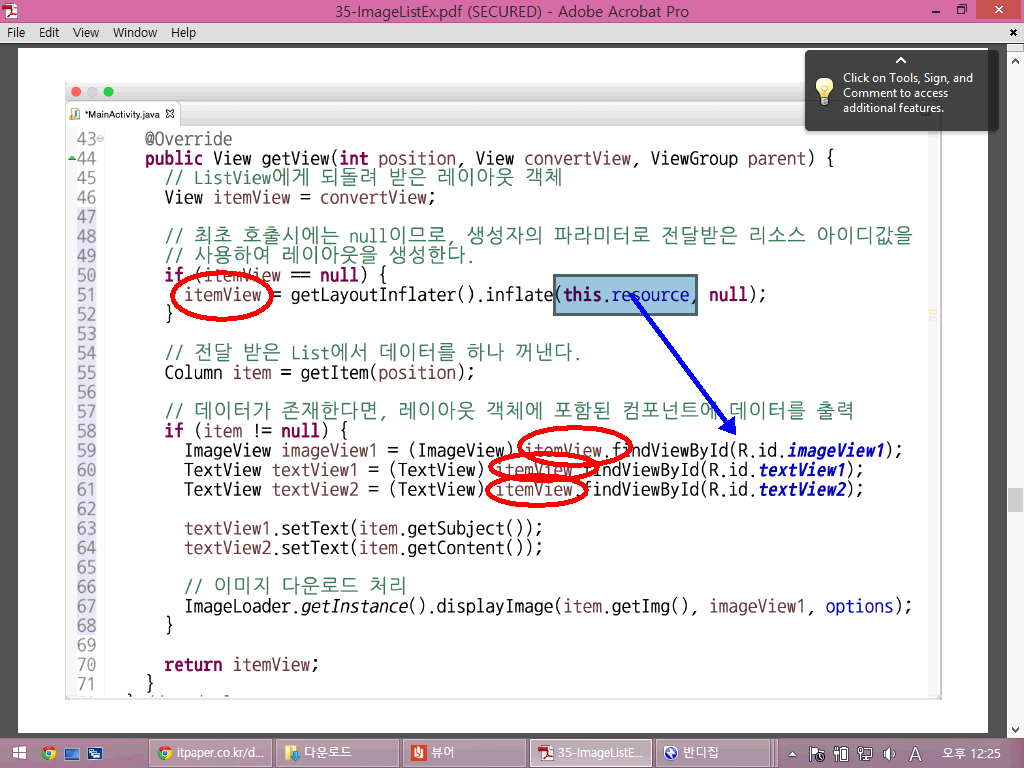 35-ImageListEx.pdf (SECURED) - Adobe Acrobat Pro
File Edit View Window Help
Click on Tools, Sign, and
Comment to access
additional features.
*MainActivity.java
43 @Override
44 public View getView(int position, View convertView, ViewGroup parent) {
45 // ListView에게 되돌려 받은 레이아웃 객체
46 View itemView = convertView;
47
48 // 최초 호출시에는 null이므로, 생성자의 파라미터로 전달받은 리소스 아이디값을
49 // 사용하여 레이아웃을 생성한다.
50 if (itemView == null) {
51 itemView = getLayoutInflater().inflate(this.resource, null);
52 }
53
54 // 전달 받은 List에서 데이터를 하나 꺼낸다.
55 Column item = getItem(position);
56
57 // 데이터가 존재한다면, 레이아웃 객체에 포함된 컴포넌트에 데이터를 출력
58 if (item != null) {
59 ImageView imageView1 = (ImageView) itemView.findViewById(R.id.imageView1);
60 TextView textView1 = (TextView) itemView.findViewById(R.id.textView1);
61 TextView textView2 = (TextView) itemView.findViewById(R.id.textView2);
62
63 textView1.setText(item.getSubject());
64 textView2.setText(item.getContent());
65
66 // 이미지 다운로드 처리
67 ImageLoader.getInstance().displayImage(item.getImg(), imageView1, options);
68 }
69
70 return itemView;
71 }
itpaper.co.kr/d... 다운로드 뷰어 35-ImageListE... 반디집 A 오후 12:25